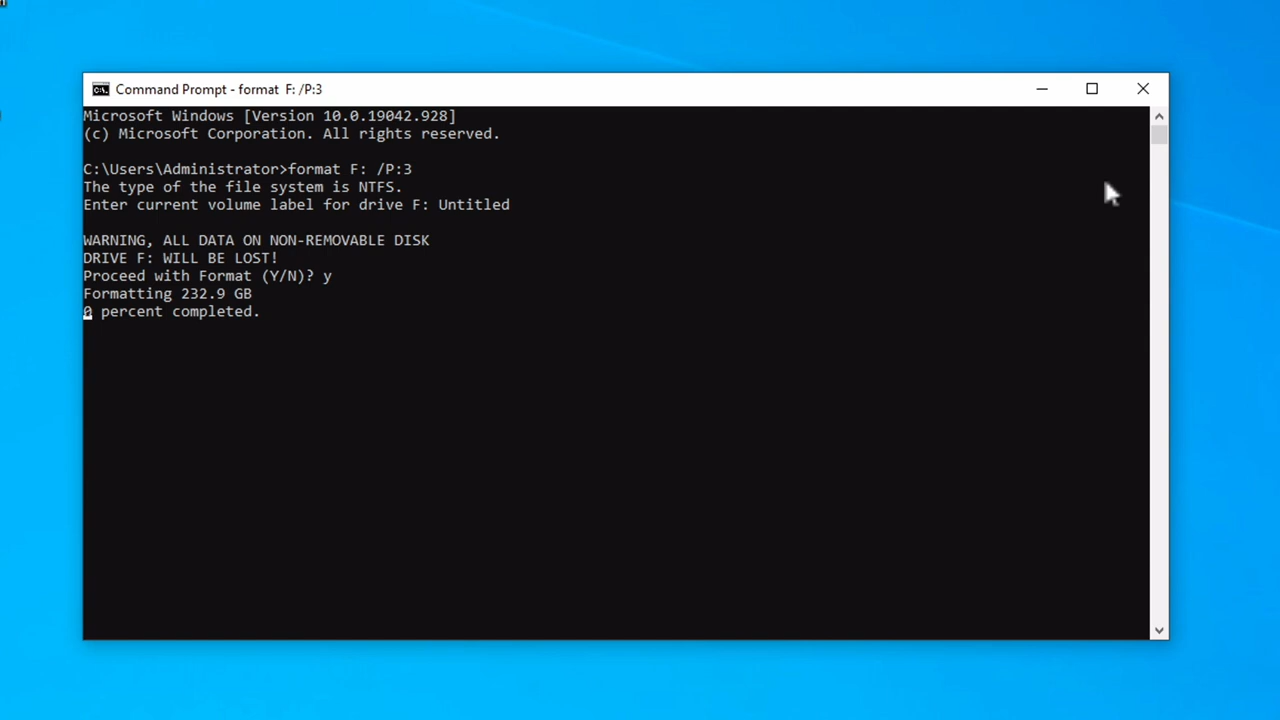 Command Prompt - format  F: /P:3
Microsoft Windows [Version 10.0.19042.928]
(c) Microsoft Corporation. All rights reserved.
C:\Users\Administrator>format F: /P:3
The type of the file system is NTFS.
Enter current volume label for drive F: Untitled
WARNING, ALL DATA ON NON-REMOVABLE DISK
DRIVE F: WILL BE LOST!
Proceed with Format (Y/N)? y
Formatting 232.9 GB
0 percent completed.